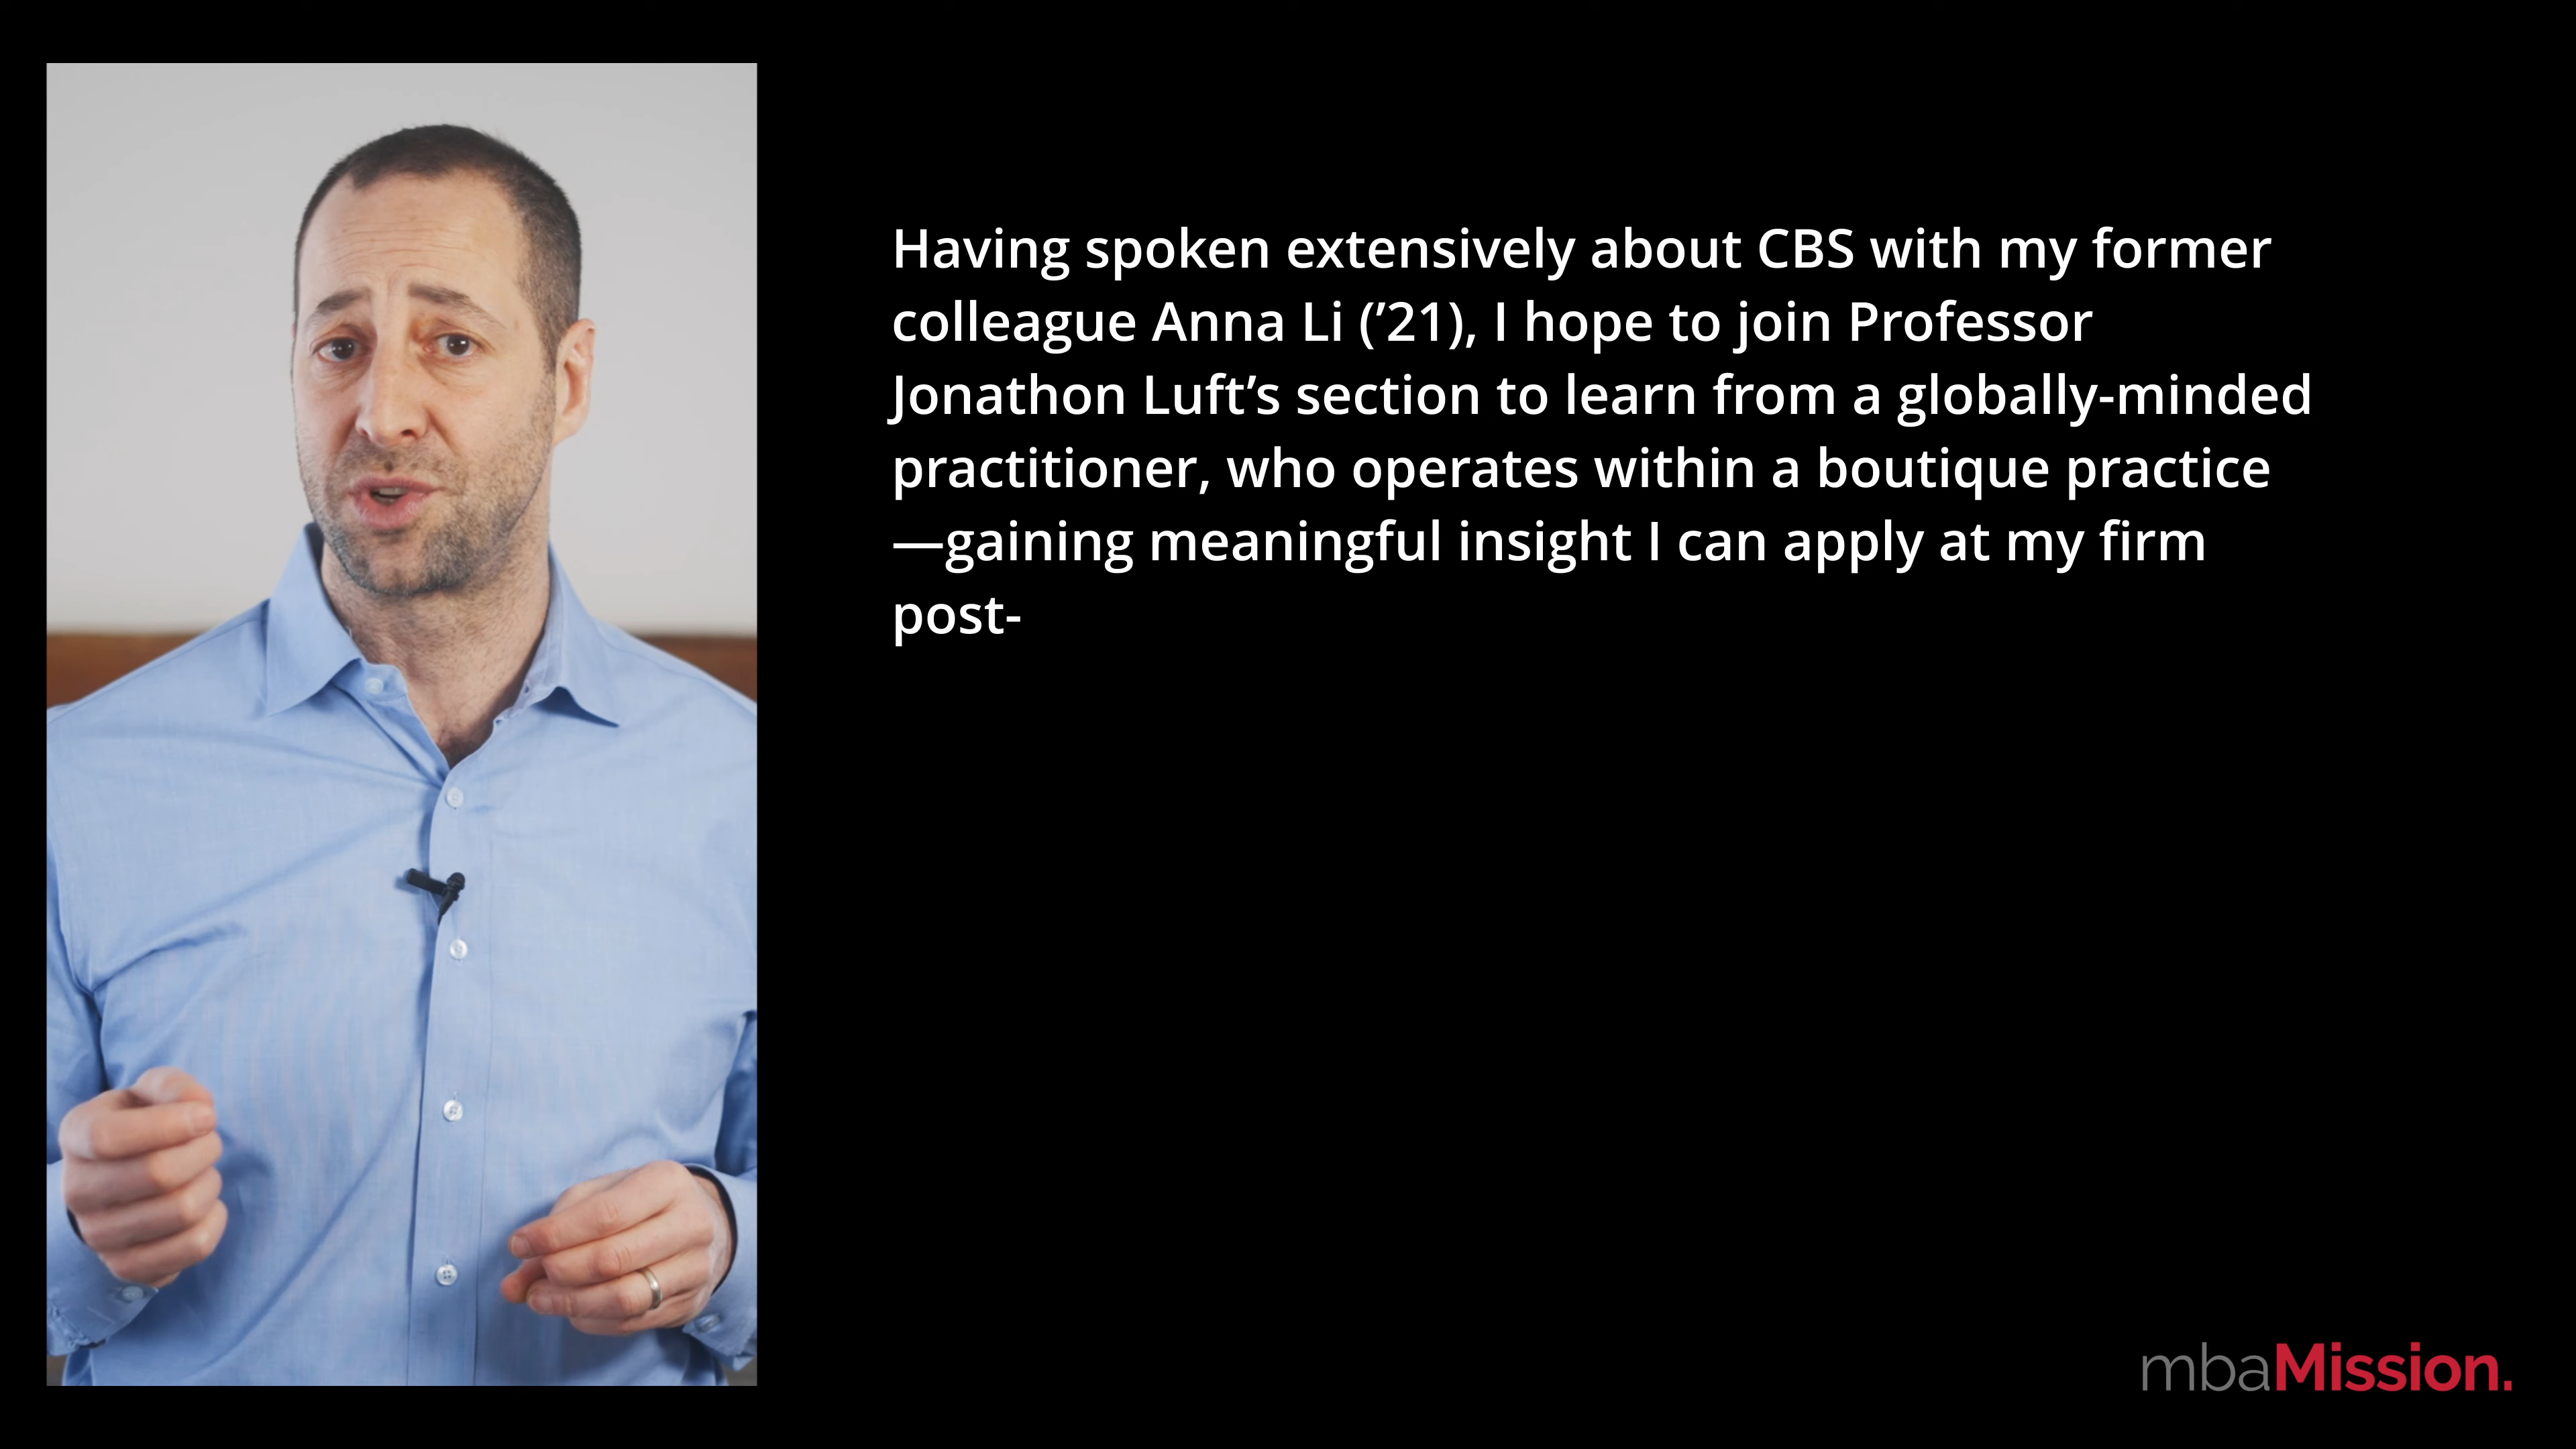 Having spoken extensively about CBS with my former
colleague Anna Li (’21), I hope to join Professor
Jonathon Luft’s section to learn from a globally-minded
practitioner, who operates within a boutique practice
—gaining meaningful insight I can apply at my firm
post-
mbaMission.